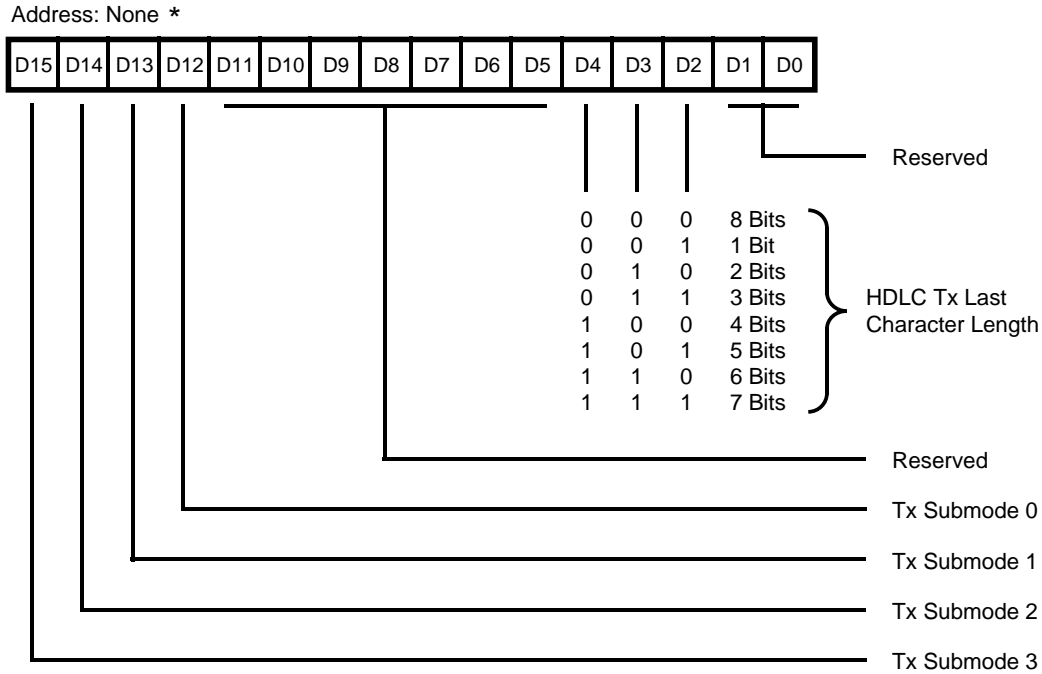 Address: None *
D15 D14 D13 D12 D11 D10 D9 D8 D7 D6 D5 D4 D3 D2 D1 D0
Reserved
0 0 0 8 Bits
0 0 1 1 Bit
0 1 0 2 Bits
0 1 1 3 Bits
1 0 0 4 Bits
1 0 1 5 Bits
1 1 0 6 Bits
1 1 1 7 Bits
HDLC Tx Last
Character Length
Reserved
Tx Submode 0
Tx Submode 1
Tx Submode 2
Tx Submode 3